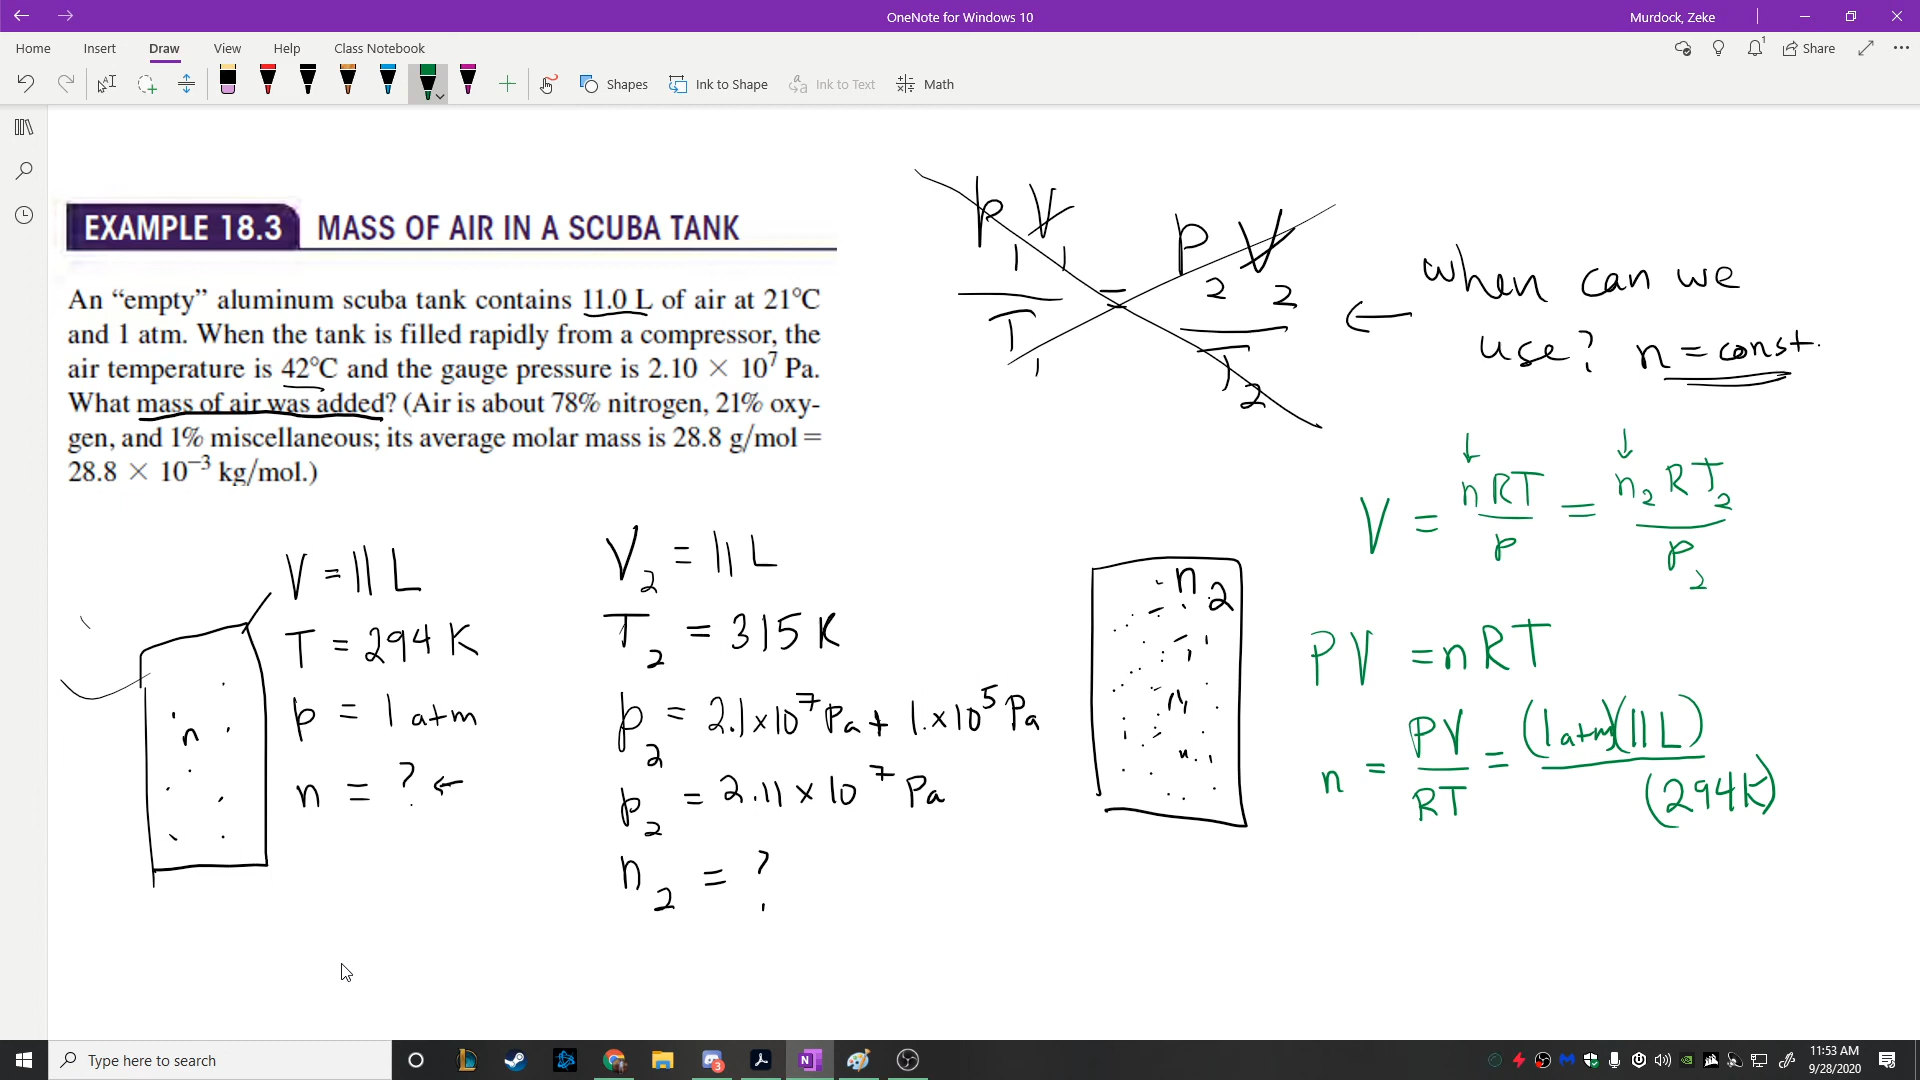 OneNote for Windows 10
Murdock, Zeke
Home Insert Draw View Help Class Notebook
Share
Shapes Ink to Shape Ink to Text Math
EXAMPLE 18.3 MASS OF AIR IN A SCUBA TANK
An “empty” aluminum scuba tank contains 11.0 L of air at 21°C
and 1 atm. When the tank is filled rapidly from a compressor, the
air temperature is 42°C and the gauge pressure is 2.10 × 10⁷ Pa.
What mass of air was added? (Air is about 78% nitrogen, 21% oxy-
gen, and 1% miscellaneous; its average molar mass is 28.8 g/mol =
28.8 × 10⁻³ kg/mol.)
p₁V₁/T₁ = p₂V₂/T₂ ←
when can we
use? n = const.
V = nRT/p = n₂RT₂/p₂
PV = nRT
n = PV/RT = (1atm)(11L)/(294K)
V = 11 L
T = 294 K
p = 1 atm
n = ? ←
n
V₂ = 11 L
T₂ = 315 K
p₂ = 2.1×10⁷ Pa + 1.×10⁵ Pa
p₂ = 2.11 × 10⁷ Pa
n₂ = ?
n₂
Type here to search
3
11:53 AM
9/28/2020